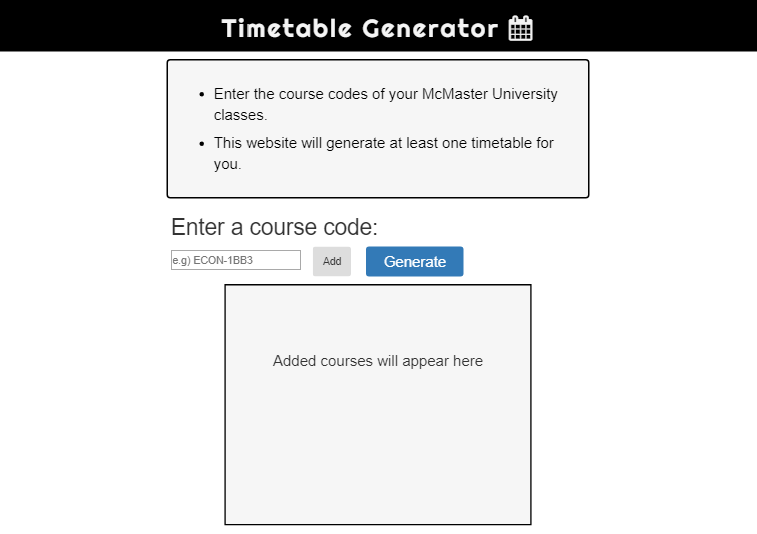 Timetable Generator
• Enter the course codes of your McMaster University
classes.
• This website will generate at least one timetable for
you.
Enter a course code:
e.g) ECON-1BB3 Add Generate
Added courses will appear here